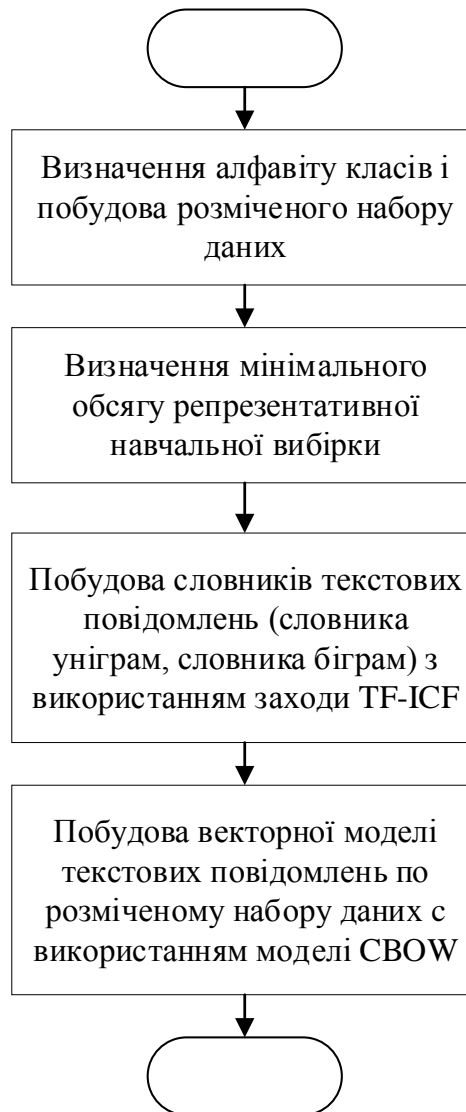 Визначення алфавіту класів і
побудова розміченого набору
даних
Визначення мінімального
обсягу репрезентативної
навчальної вибірки
Побудова словників текстових
повідомлень (словника
уніграм, словника біграм) з
використанням заходи TF-ICF
Побудова векторної моделі
текстових повідомлень по
розміченому набору даних с
використанням моделі CBOW